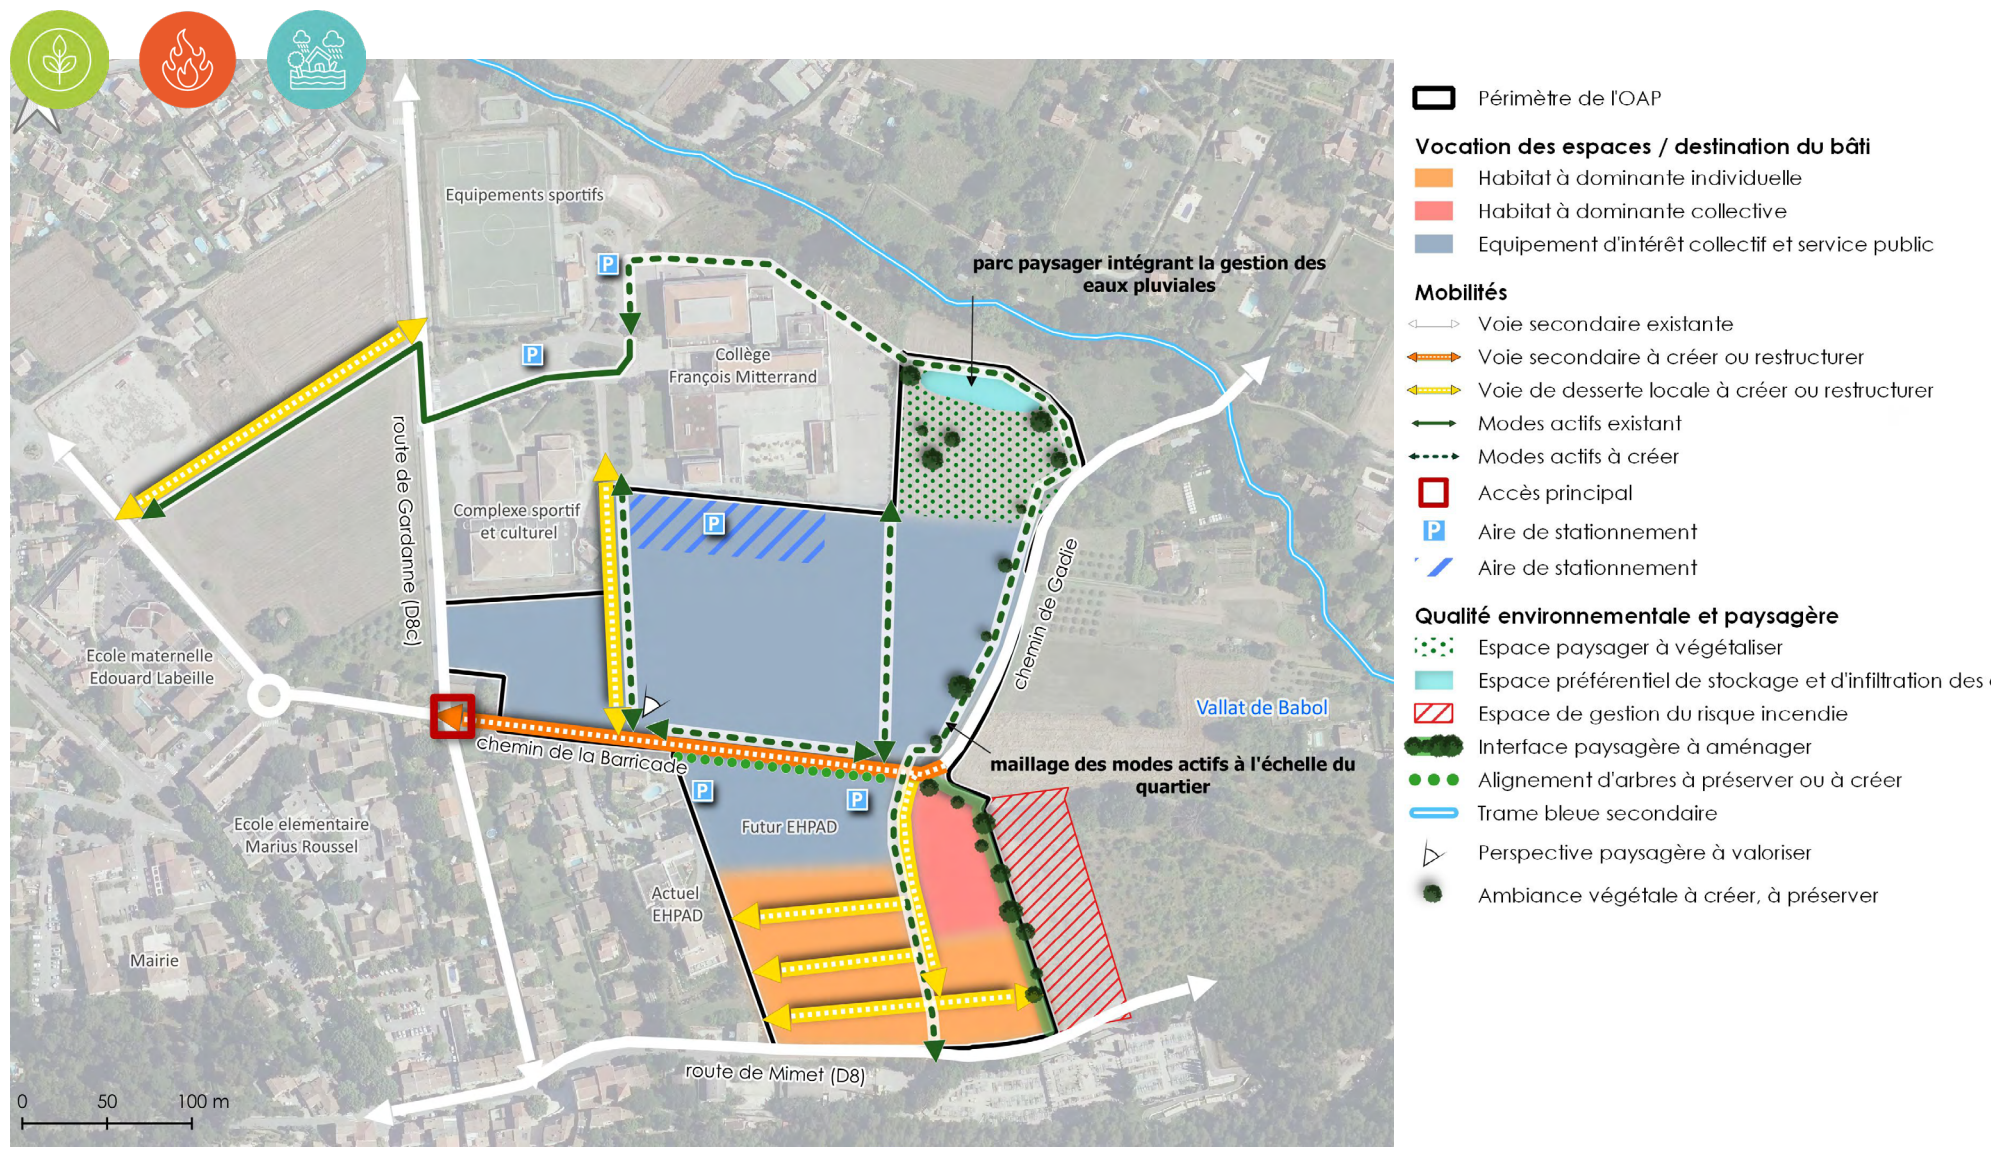 Equipements sportifs
P
parc paysager intégrant la gestion des
eaux pluviales
P
Collège
François Mitterrand
route de Gardanne (D8c)
Complexe sportif
et culturel
P
chemin de Gadie
Ecole maternelle
Edouard Labeille
Vallat de Babol
chemin de la Barricade
maillage des modes actifs à l'échelle du
quartier
P
P
Futur EHPAD
Ecole elementaire
Marius Roussel
Actuel
EHPAD
Mairie
route de Mimet (D8)
0 50 100 m
Périmètre de l'OAP
Vocation des espaces / destination du bâti
Habitat à dominante individuelle
Habitat à dominante collective
Equipement d'intérêt collectif et service public
Mobilités
Voie secondaire existante
Voie secondaire à créer ou restructurer
Voie de desserte locale à créer ou restructurer
Modes actifs existant
Modes actifs à créer
Accès principal
P Aire de stationnement
Aire de stationnement
Qualité environnementale et paysagère
Espace paysager à végétaliser
Espace préférentiel de stockage et d'infiltration des
Espace de gestion du risque incendie
Interface paysagère à aménager
Alignement d'arbres à préserver ou à créer
Trame bleue secondaire
Perspective paysagère à valoriser
Ambiance végétale à créer, à préserver